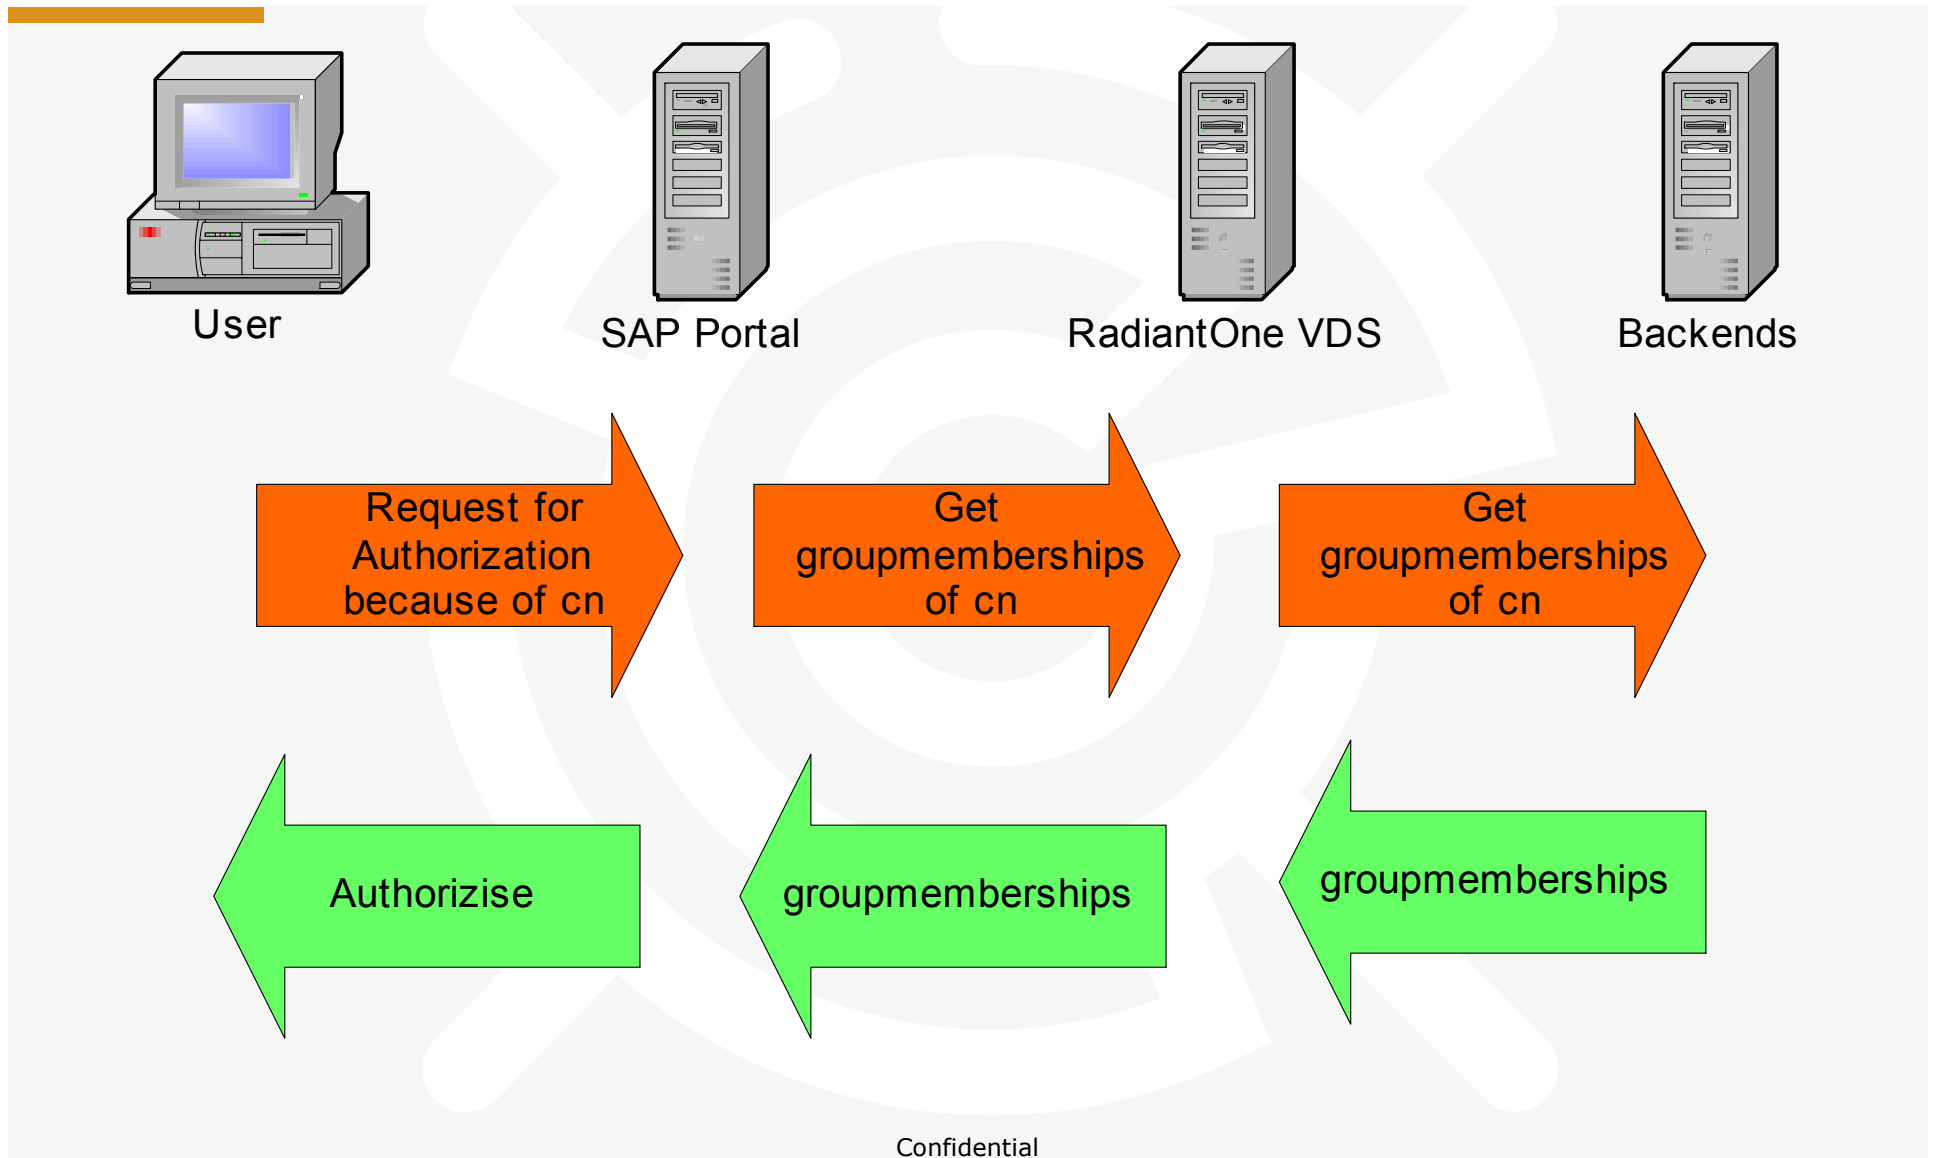 User
SAP Portal
RadiantOne VDS
Backends
Request for
Authorization
because of cn
Get
groupmemberships
of cn
Get
groupmemberships
of cn
Authorizise
groupmemberships
groupmemberships
Confidential